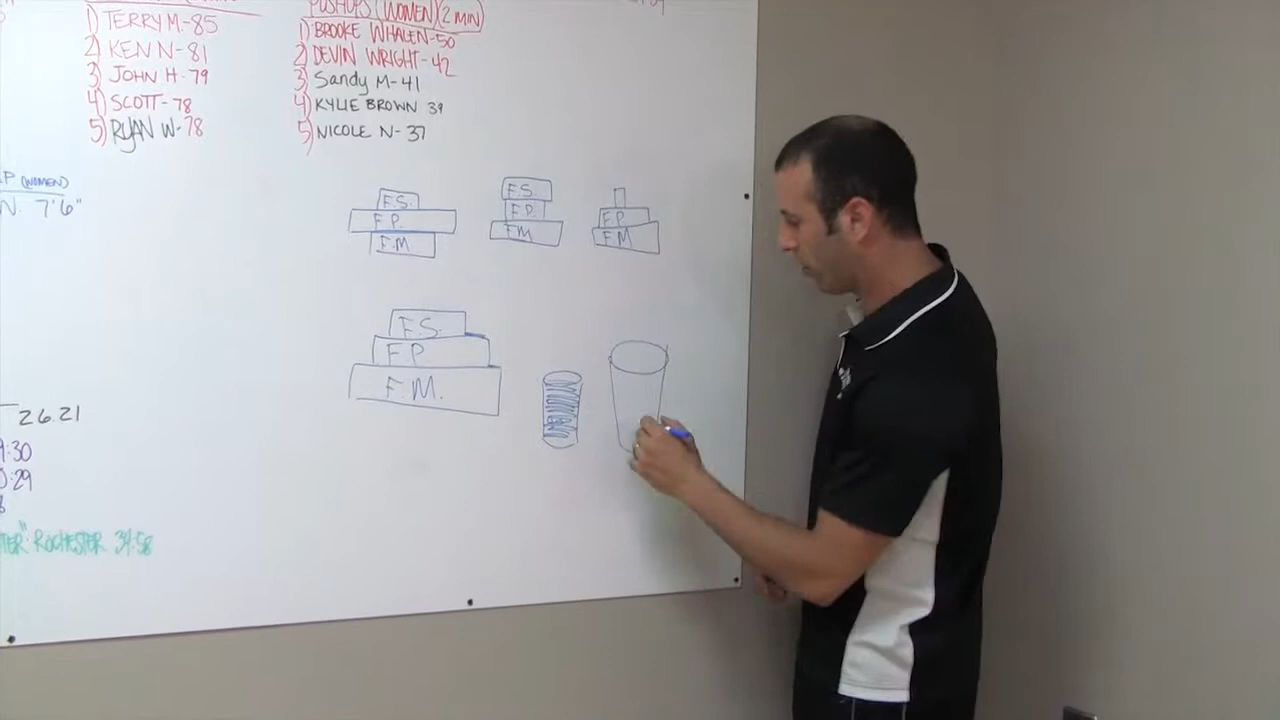 1) TERRY M.-85
2) KEN N-81
3) JOHN H-79
4) SCOTT-78
5) RYAN W-78
PUSHUPS (WOMEN) (2 MIN)
1) BROOKE WHALEN-50
2) DEVIN WRIGHT-42
3) Sandy M-41
4) KYLIE BROWN 39
5) NICOLE N-37
P (WOMEN)
N. 7'6"
F.S.
F.P.
F.M
F.S.
F.P.
F.M
F.P
F.M
F.S.
F.P.
F.M.
26.21
:30
:29
ROCHESTER 34:58